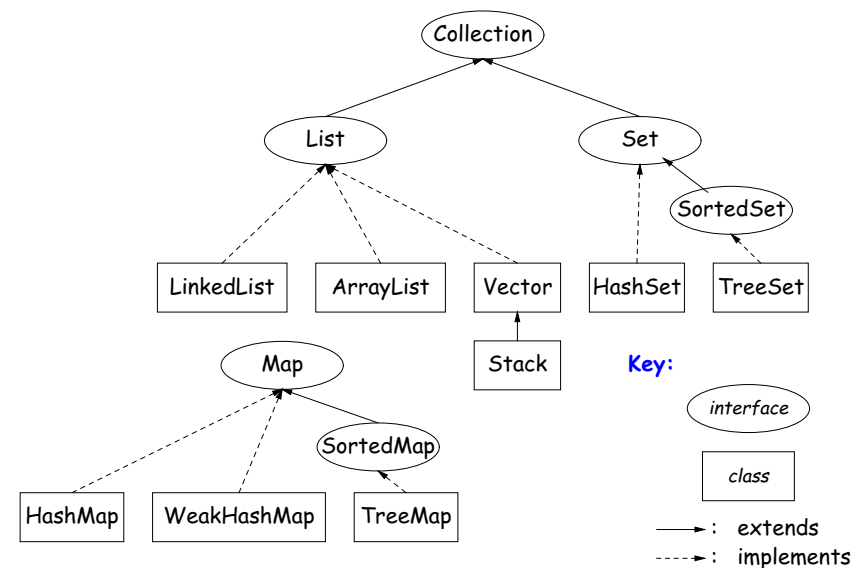 Collection
List
Set
SortedSet
LinkedList
ArrayList
Vector
HashSet
TreeSet
Stack
Map
SortedMap
HashMap
WeakHashMap
TreeMap
Key:
interface
class
: extends
: implements